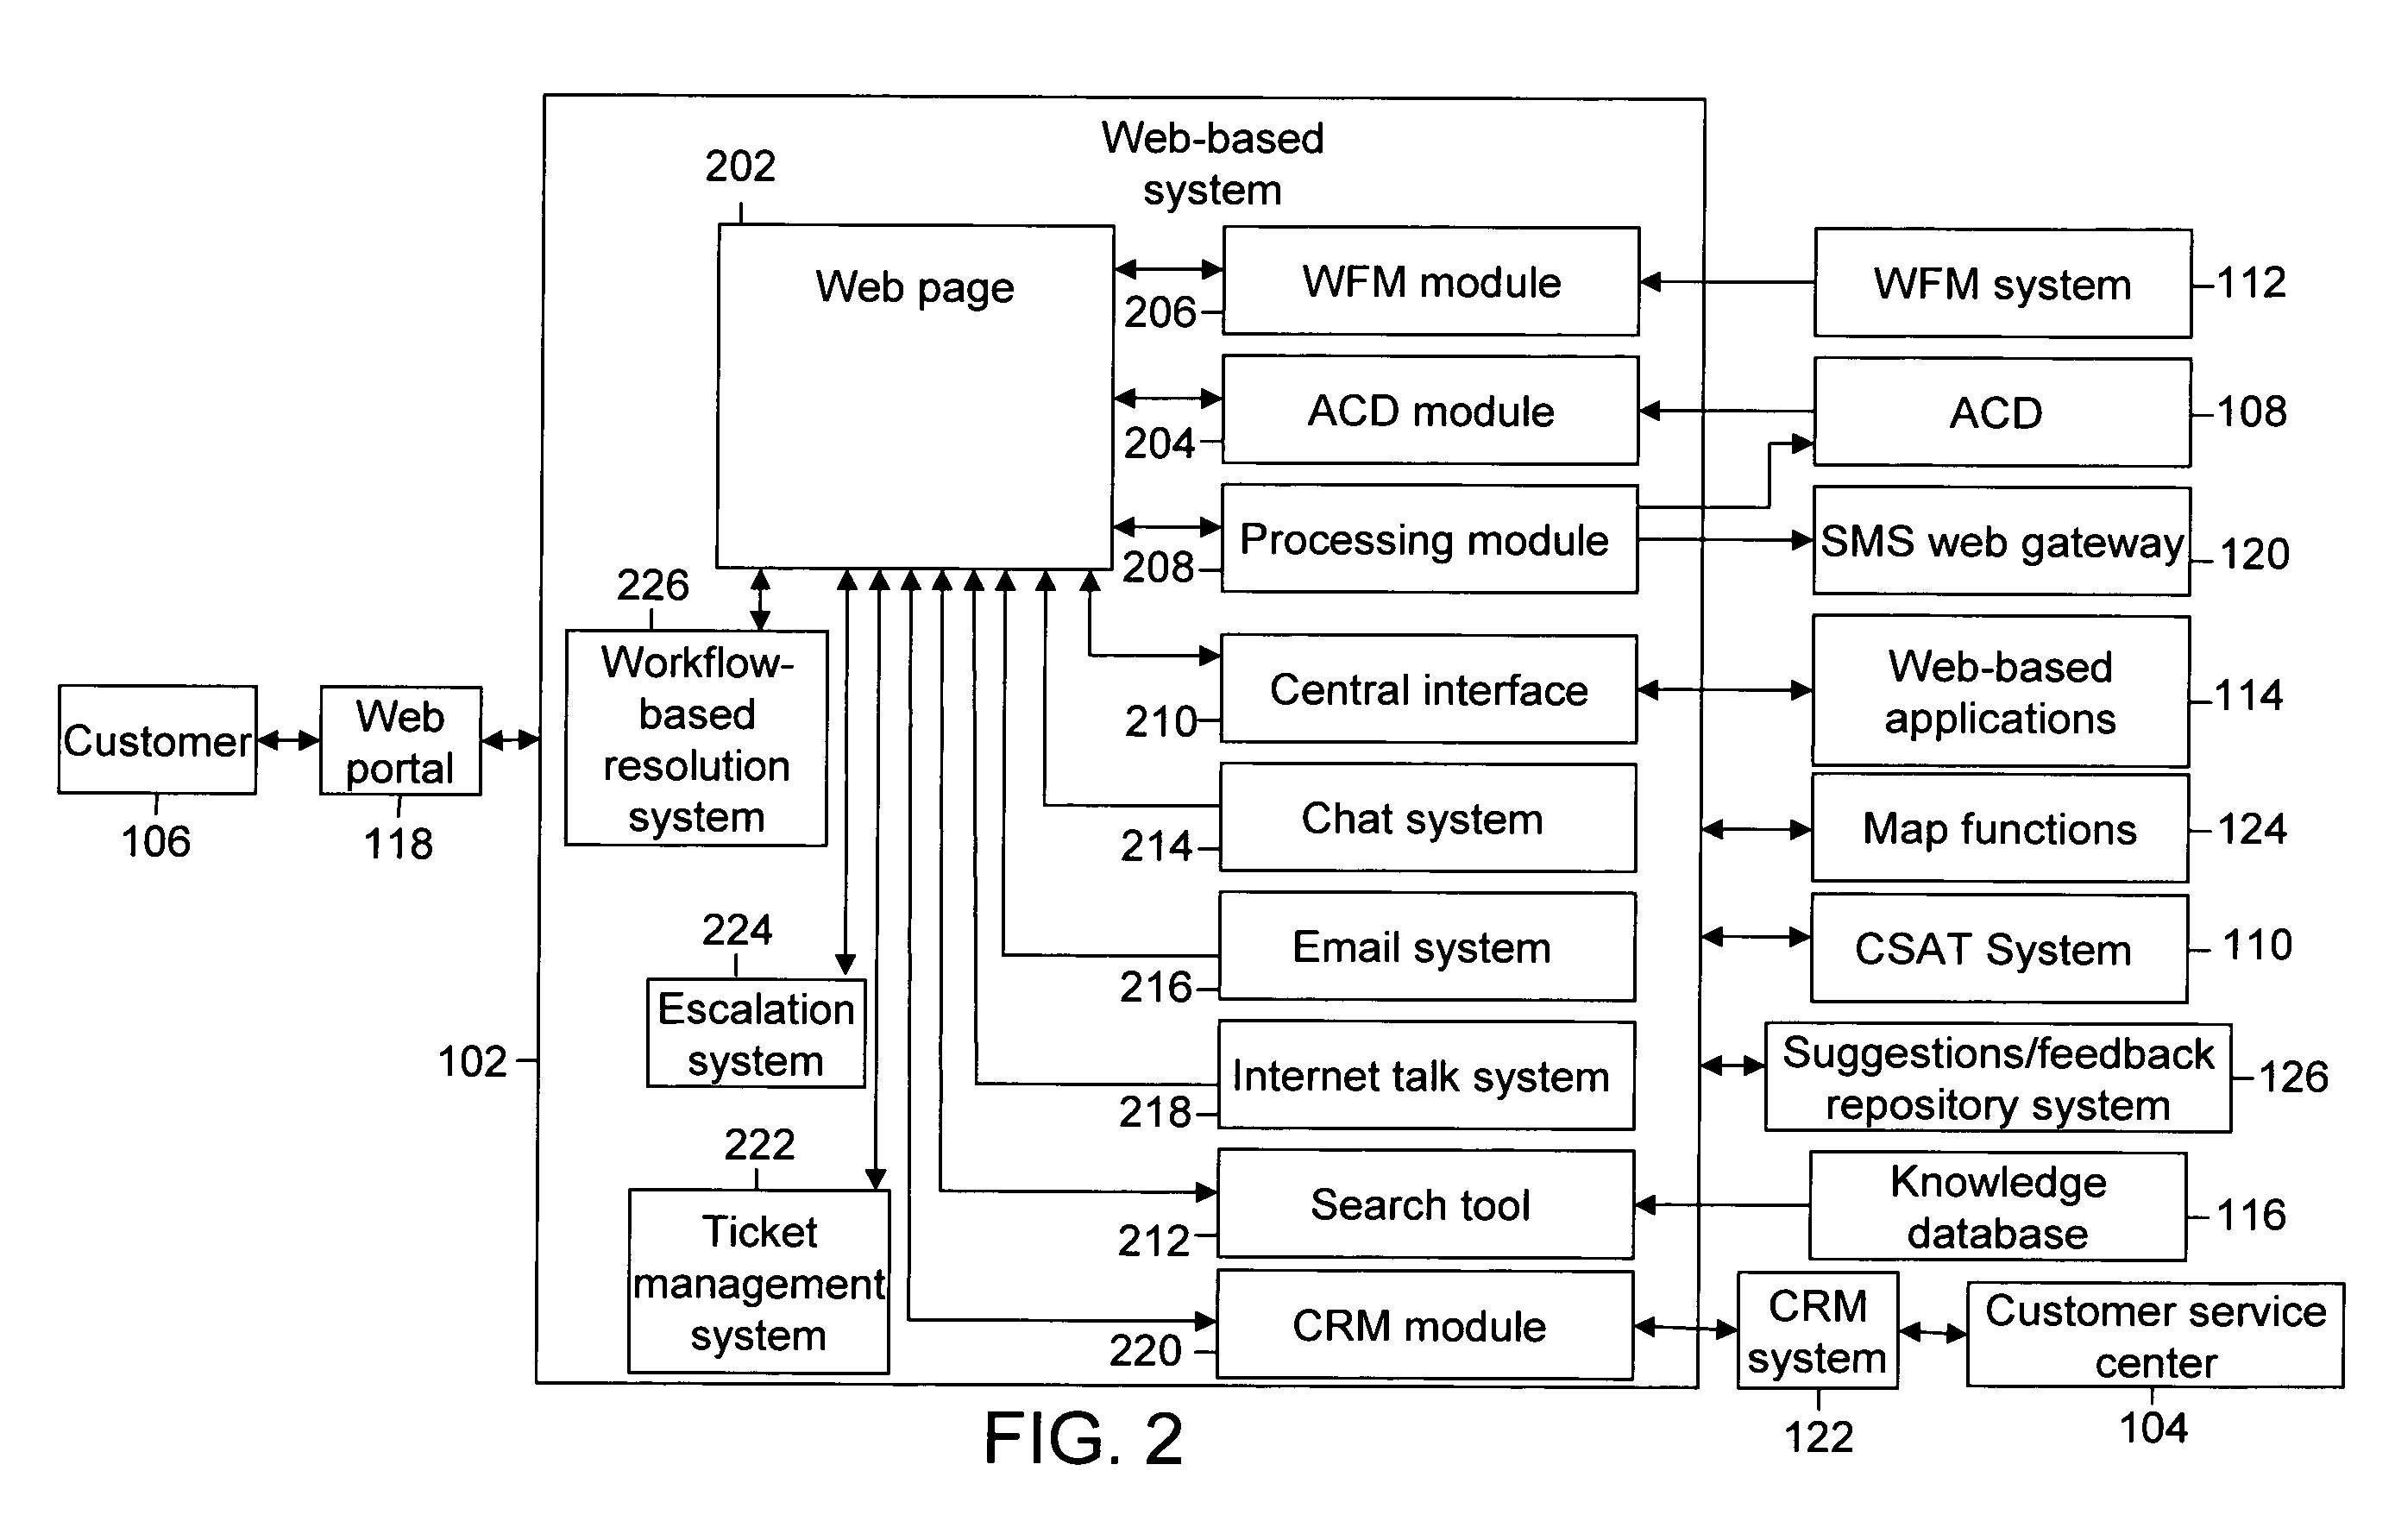 Web-based
system
202
Web page
WFM module
206
WFM system
112
ACD module
204
ACD
108
Processing module
208
SMS web gateway
120
226
Workflow-
based
resolution
system
Customer
106
Web
portal
118
Central interface
210
Web-based
applications
114
Chat system
214
Map functions
124
224
Escalation
system
Email system
216
CSAT System
110
102
Internet talk system
218
Suggestions/feedback
repository system
126
222
Ticket
management
system
Search tool
212
Knowledge
database
116
CRM module
220
CRM
system
122
Customer service
center
104
FIG. 2